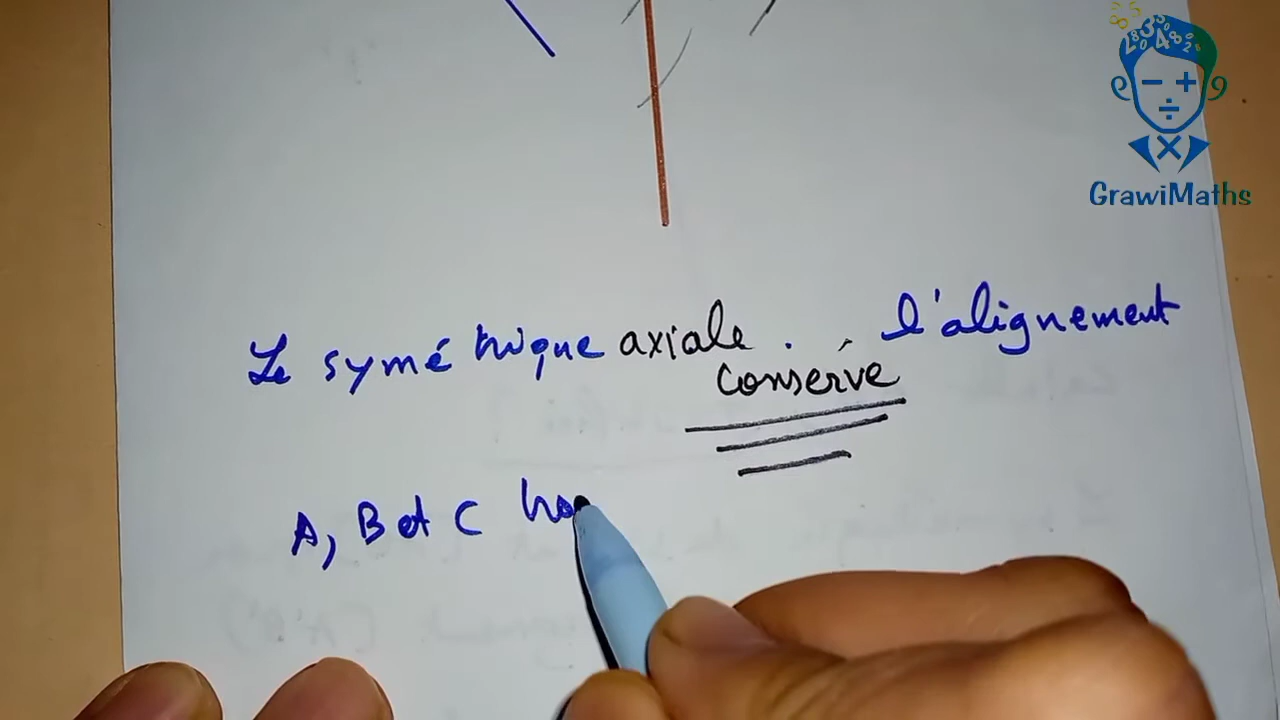 GrawiMaths
Le symétrique axiale . l'alignement
conserve
A, B et C